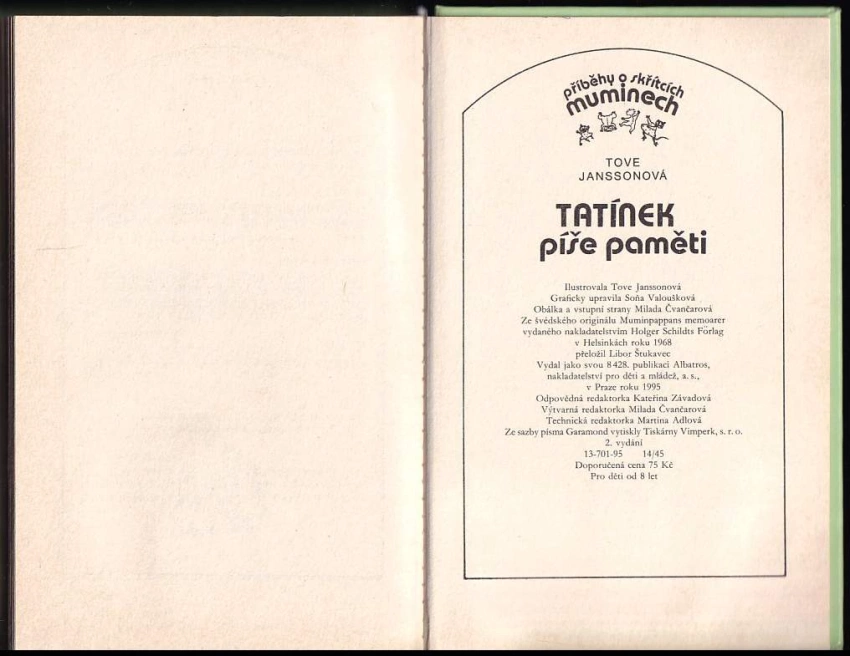 příběhy o skřítcích
muminech
TOVE
JANSSONOVÁ
TATÍNEK
píše paměti
Ilustrovala Tove Janssonová
Graficky upravila Soňa Valoušková
Obálka a vstupní strany Milada Čvančarová
Ze švédského originálu Muminpappans memoarer
vydaného nakladatelstvím Holger Schildts Förlag
v Helsinkách roku 1968
přeložil Libor Štukavec
Vydal jako svou 8 428. publikaci Albatros,
nakladatelství pro děti a mládež, a. s.,
v Praze roku 1995
Odpovědná redaktorka Kateřina Závadová
Výtvarná redaktorka Milada Čvančarová
Technická redaktorka Martina Adlová
Ze sazby písma Garamond vytiskly Tiskárny Vimperk, s. r. o.
2. vydání
13-701-95 14/45
Doporučená cena 75 Kč
Pro děti od 8 let